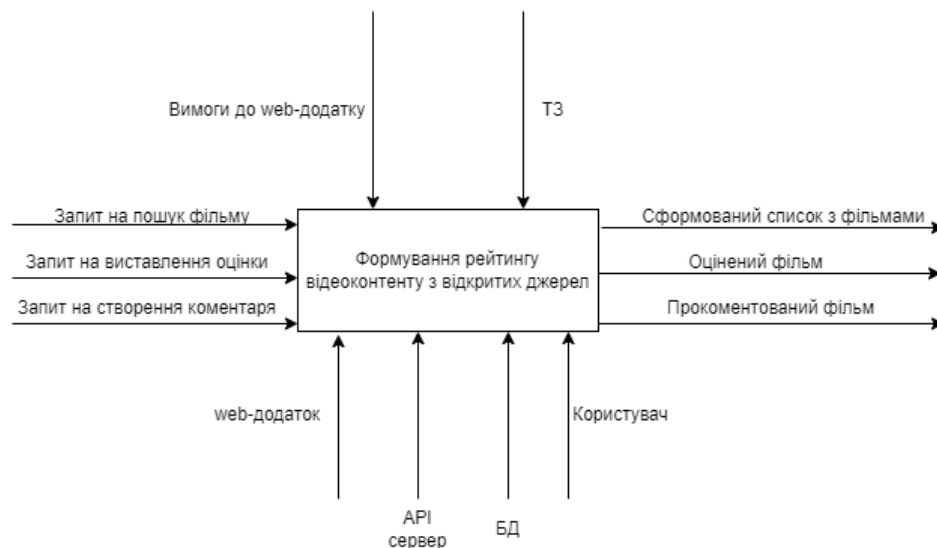 Вимоги до web-додатку
ТЗ
Запит на пошук фільму
Запит на виставлення оцінки
Запит на створення коментаря
Формування рейтингу
відеоконтенту з відкритих джерел
Сформований список з фільмами
Оцінений фільм
Прокоментований фільм
web-додаток
API
сервер
БД
Користувач